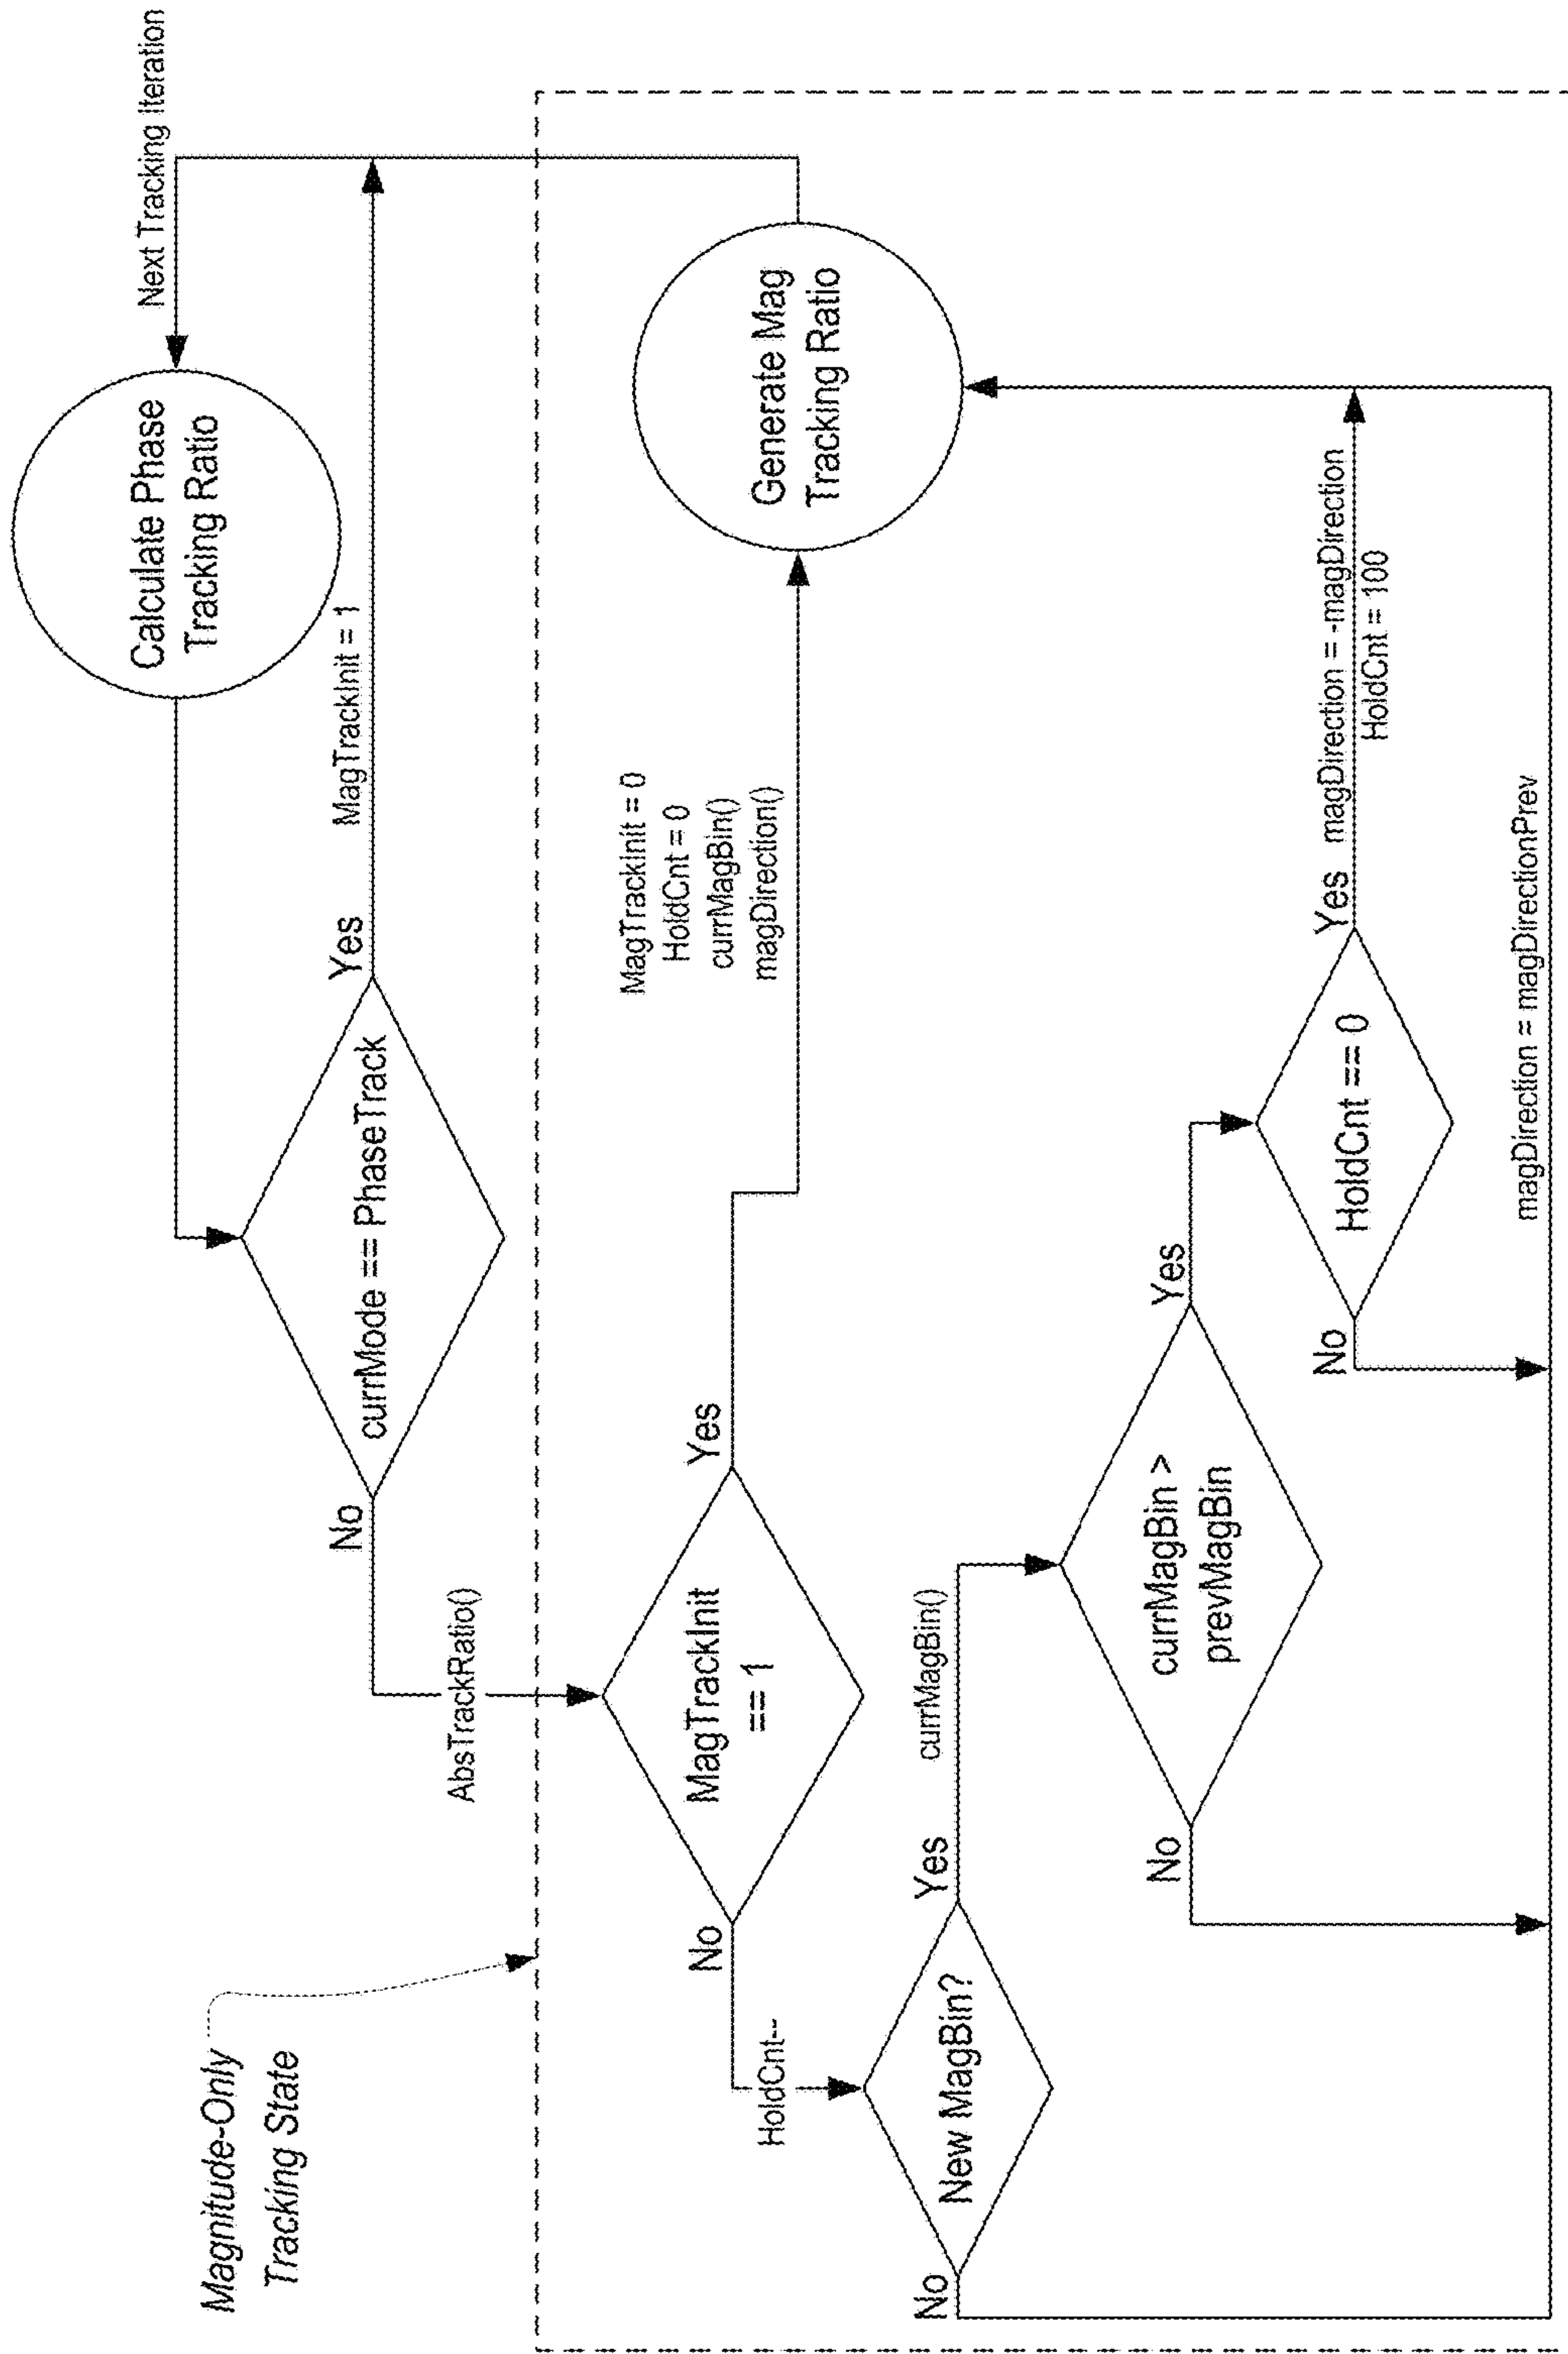 Next Tracking Iteration
Calculate Phase
Tracking Ratio
MagTrackInit = 1
Yes
currMode == PhaseTrack
No
AbsTrackRatio()
Magnitude-Only
Tracking State
MagTrackInit
== 1
Yes
MagTrackInit = 0
HoldCnt = 0
currMagBin()
magDirection()
Generate Mag
Tracking Ratio
No
HoldCnt--
New MagBin?
No
Yes
currMagBin()
currMagBin >
prevMagBin
No
Yes
HoldCnt == 0
No
Yes
magDirection = -magDirection
HoldCnt = 100
magDirection = magDirectionPrev